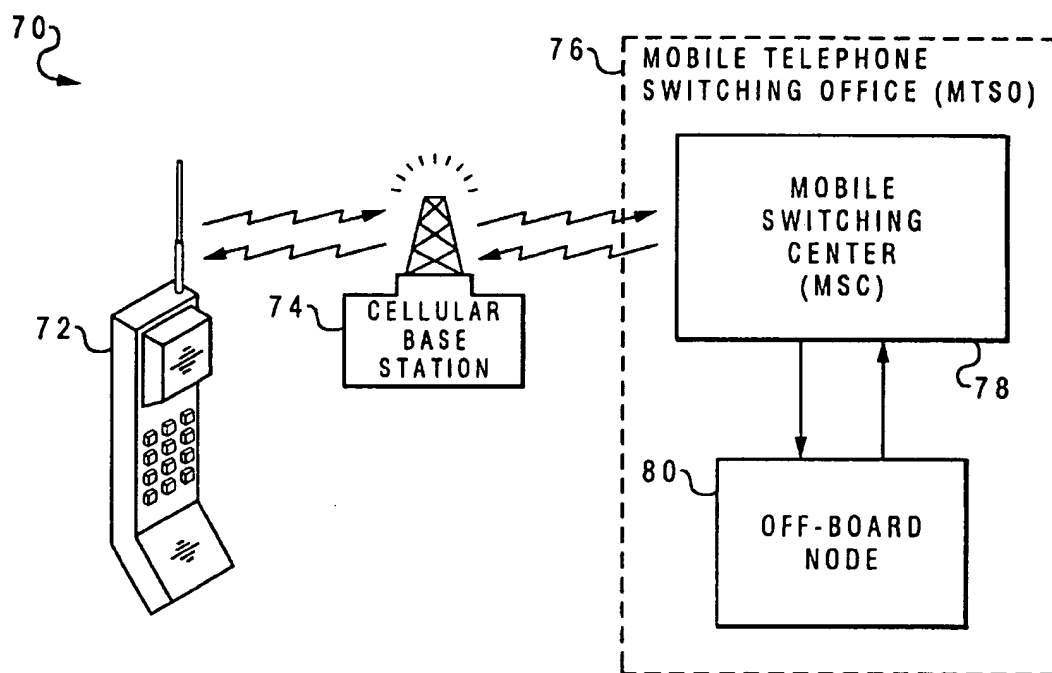 70
76
MOBILE TELEPHONE
SWITCHING OFFICE (MTSO)
MOBILE
SWITCHING
CENTER
(MSC)
78
72
74
CELLULAR
BASE
STATION
80
OFF-BOARD
NODE